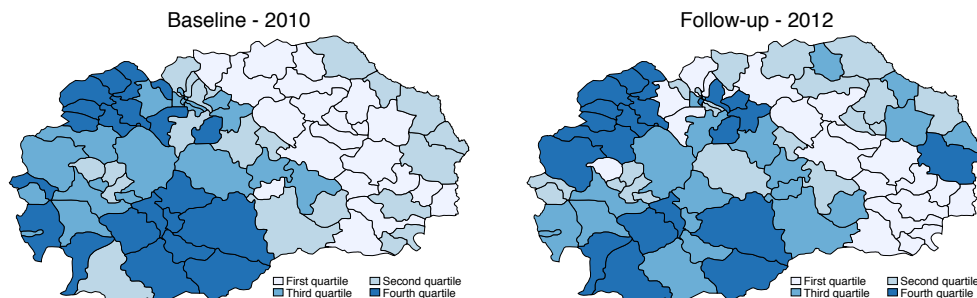 Baseline - 2010
First quartile Second quartile
Third quartile Fourth quartile
Follow-up - 2012
First quartile Second quartile
Third quartile Fourth quartile